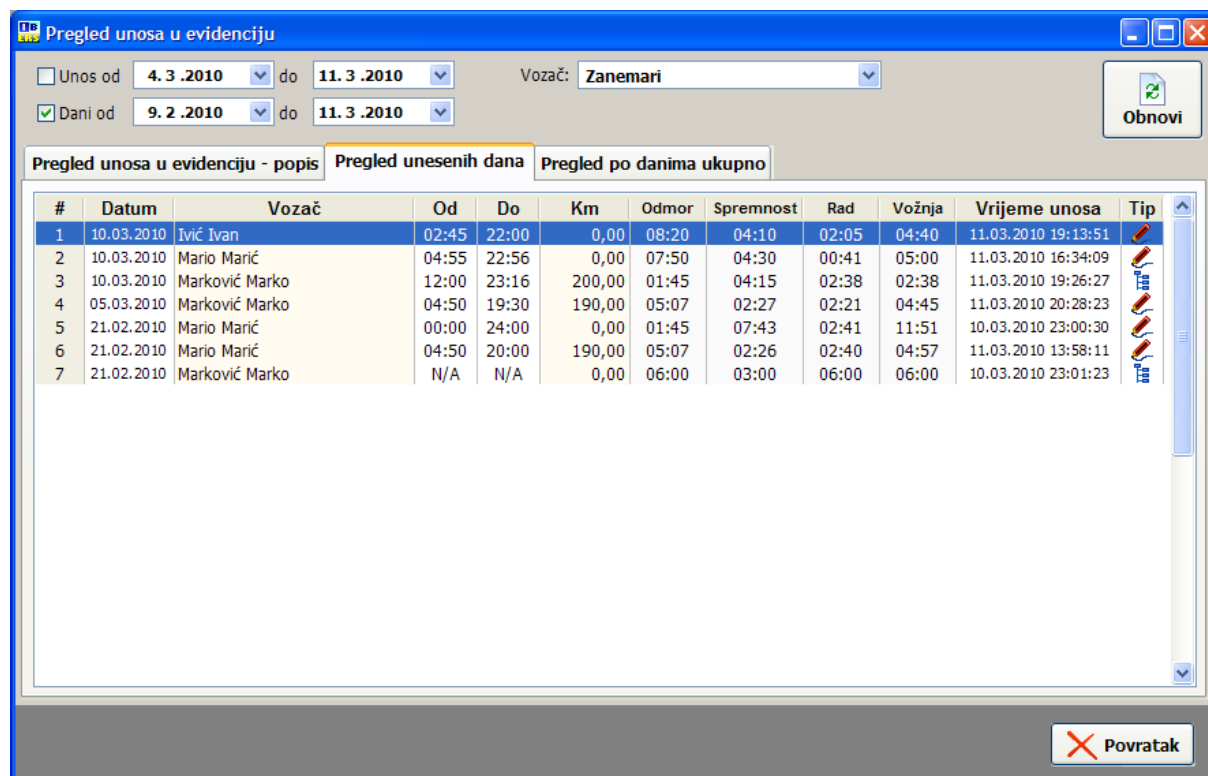 Pregled unosa u evidenciju
Unos od 4. 3 .2010 do 11. 3 .2010 Vozač: Zanemari
Dani od 9. 2 .2010 do 11. 3 .2010
Obnovi
Pregled unosa u evidenciju - popis Pregled unesenih dana Pregled po danima ukupno
# Datum Vozač Od Do Km Odmor Spremnost Rad Vožnja Vrijeme unosa Tip
1 10.03.2010 Ivić Ivan 02:45 22:00 0,00 08:20 04:10 02:05 04:40 11.03.2010 19:13:51
2 10.03.2010 Mario Marić 04:55 22:56 0,00 07:50 04:30 00:41 05:00 11.03.2010 16:34:09
3 10.03.2010 Marković Marko 12:00 23:16 200,00 01:45 04:15 02:38 02:38 11.03.2010 19:26:27
4 05.03.2010 Marković Marko 04:50 19:30 190,00 05:07 02:27 02:21 04:45 11.03.2010 20:28:23
5 21.02.2010 Mario Marić 00:00 24:00 0,00 01:45 07:43 02:41 11:51 10.03.2010 23:00:30
6 21.02.2010 Mario Marić 04:50 20:00 190,00 05:07 02:26 02:40 04:57 11.03.2010 13:58:11
7 21.02.2010 Marković Marko N/A N/A 0,00 06:00 03:00 06:00 06:00 10.03.2010 23:01:23
Povratak